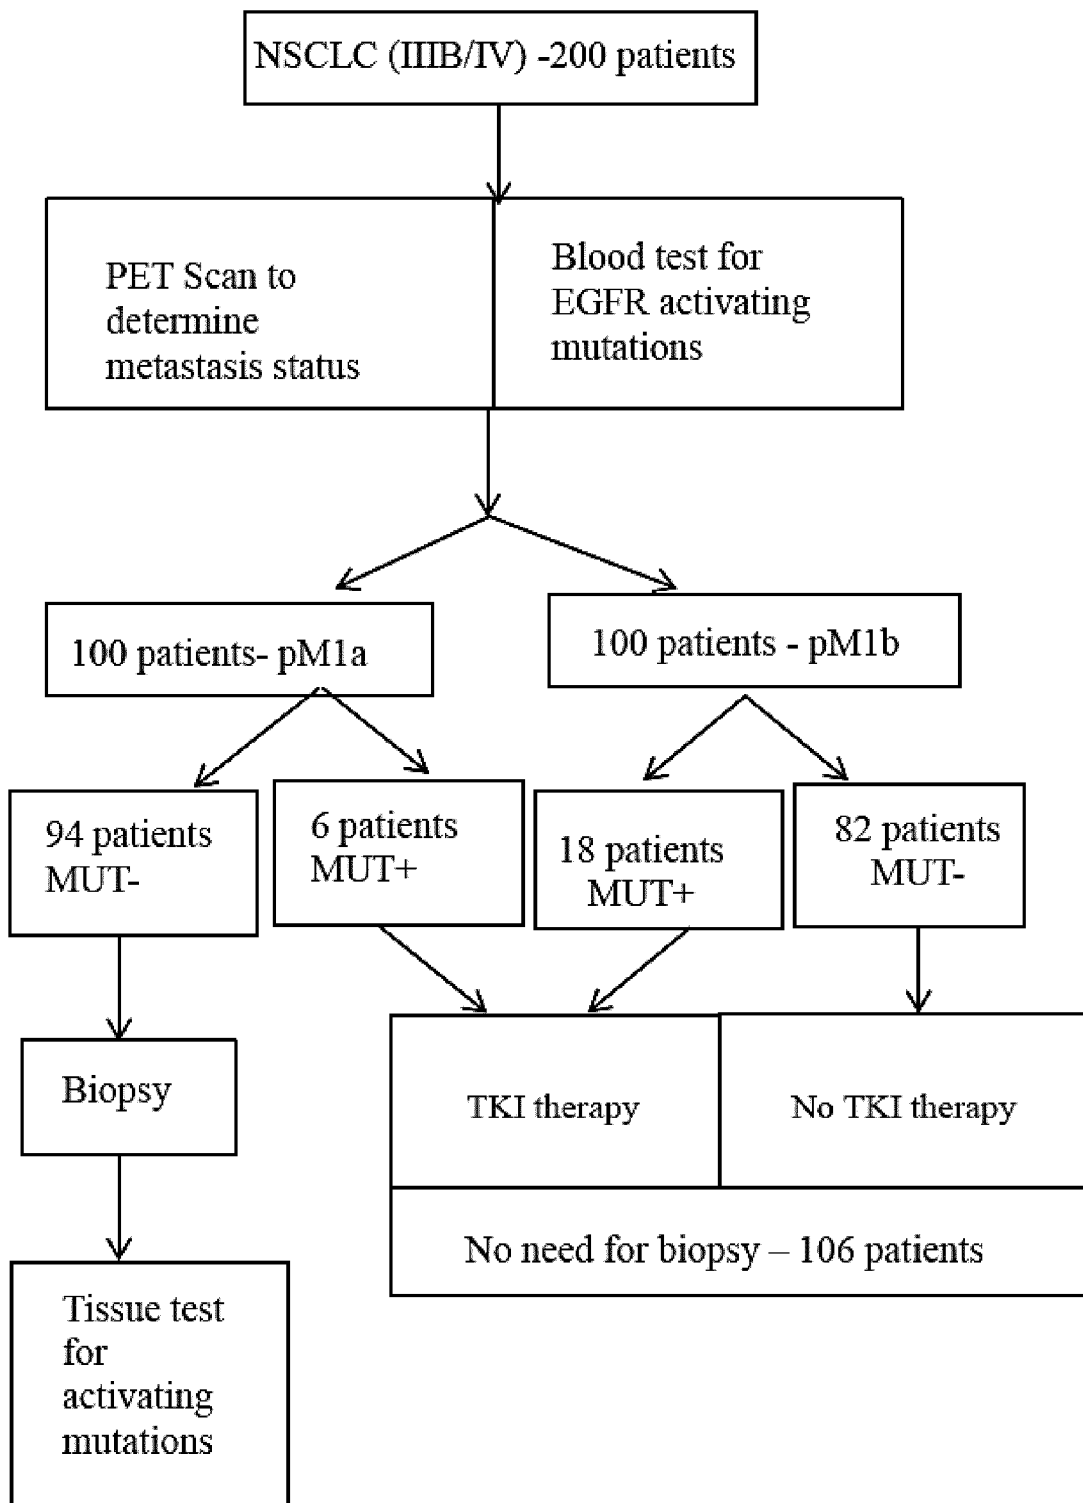 NSCLC (IIIB/IV) -200 patients
PET Scan to
determine
metastasis status
Blood test for
EGFR activating
mutations
100 patients- pM1a
100 patients - pM1b
94 patients
MUT-
6 patients
MUT+
18 patients
MUT+
82 patients
MUT-
Biopsy
TKI therapy
No TKI therapy
No need for biopsy – 106 patients
Tissue test
for
activating
mutations